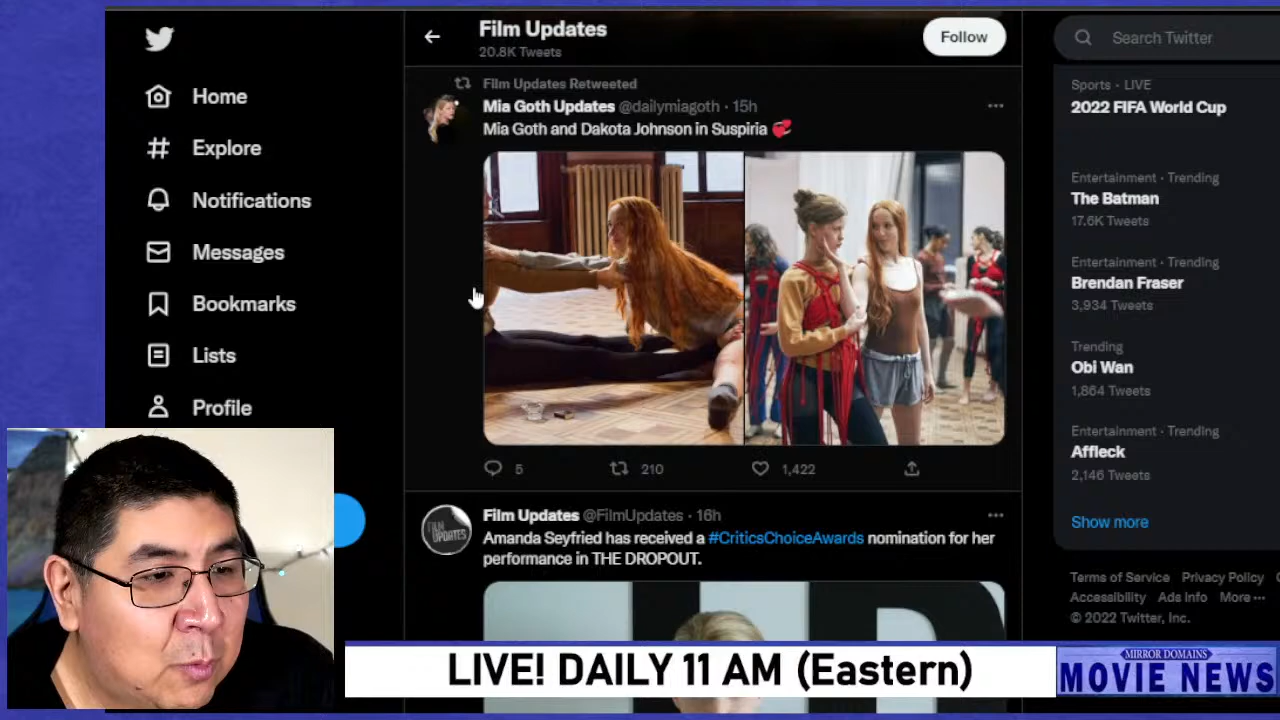 Home
Explore
Notifications
Messages
Bookmarks
Lists
Profile
Film Updates
20.8K Tweets
Follow
Film Updates Retweeted
Mia Goth Updates @dailymiagoth · 15h
Mia Goth and Dakota Johnson in Suspiria 💞
5 210 1,422
Film Updates @FilmUpdates · 16h
Amanda Seyfried has received a #CriticsChoiceAwards nomination for her
performance in THE DROPOUT.
FILM UPDATES
Search Twitter
Sports · LIVE
2022 FIFA World Cup
Entertainment · Trending
The Batman
17.6K Tweets
Entertainment · Trending
Brendan Fraser
3,934 Tweets
Trending
Obi Wan
1,864 Tweets
Entertainment · Trending
Affleck
2,146 Tweets
Show more
Terms of Service Privacy Policy
Accessibility Ads info More ···
© 2022 Twitter, Inc.
LIVE! DAILY 11 AM (Eastern)
MIRROR DOMAINS
MOVIE NEWS